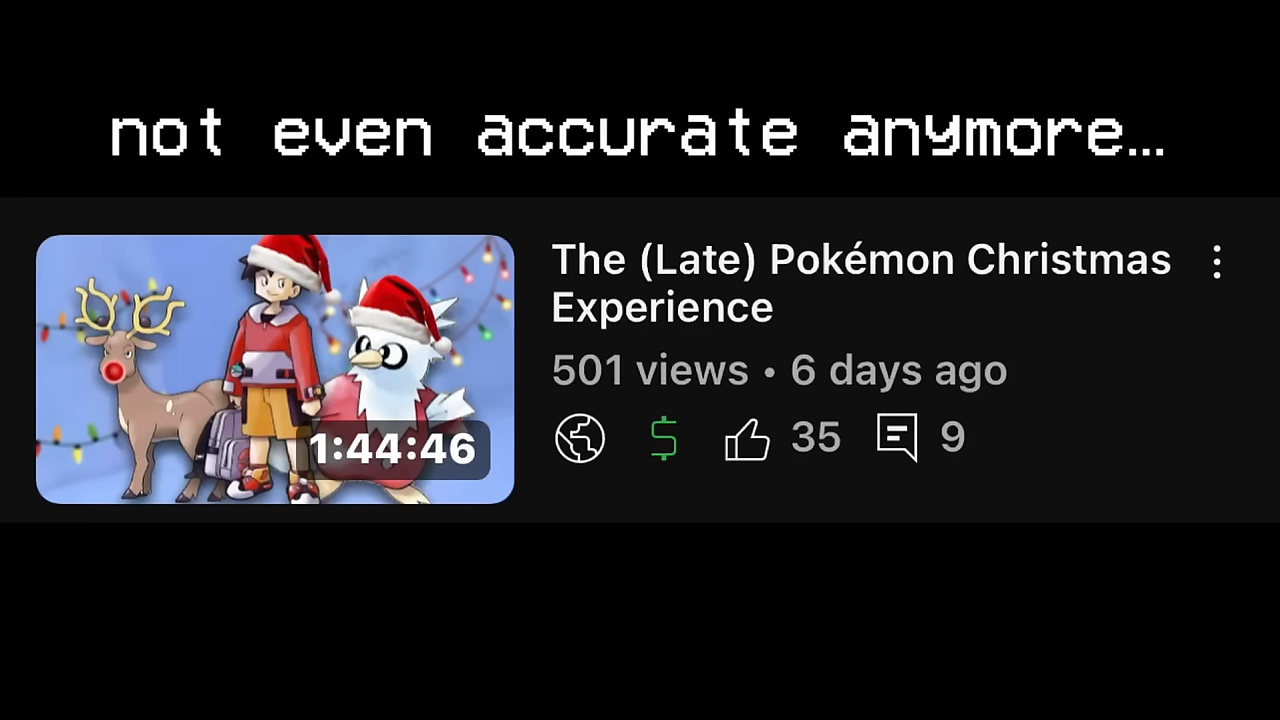 not even accurate anymore…
The (Late) Pokémon Christmas
Experience
501 views • 6 days ago
35 9
1:44:46